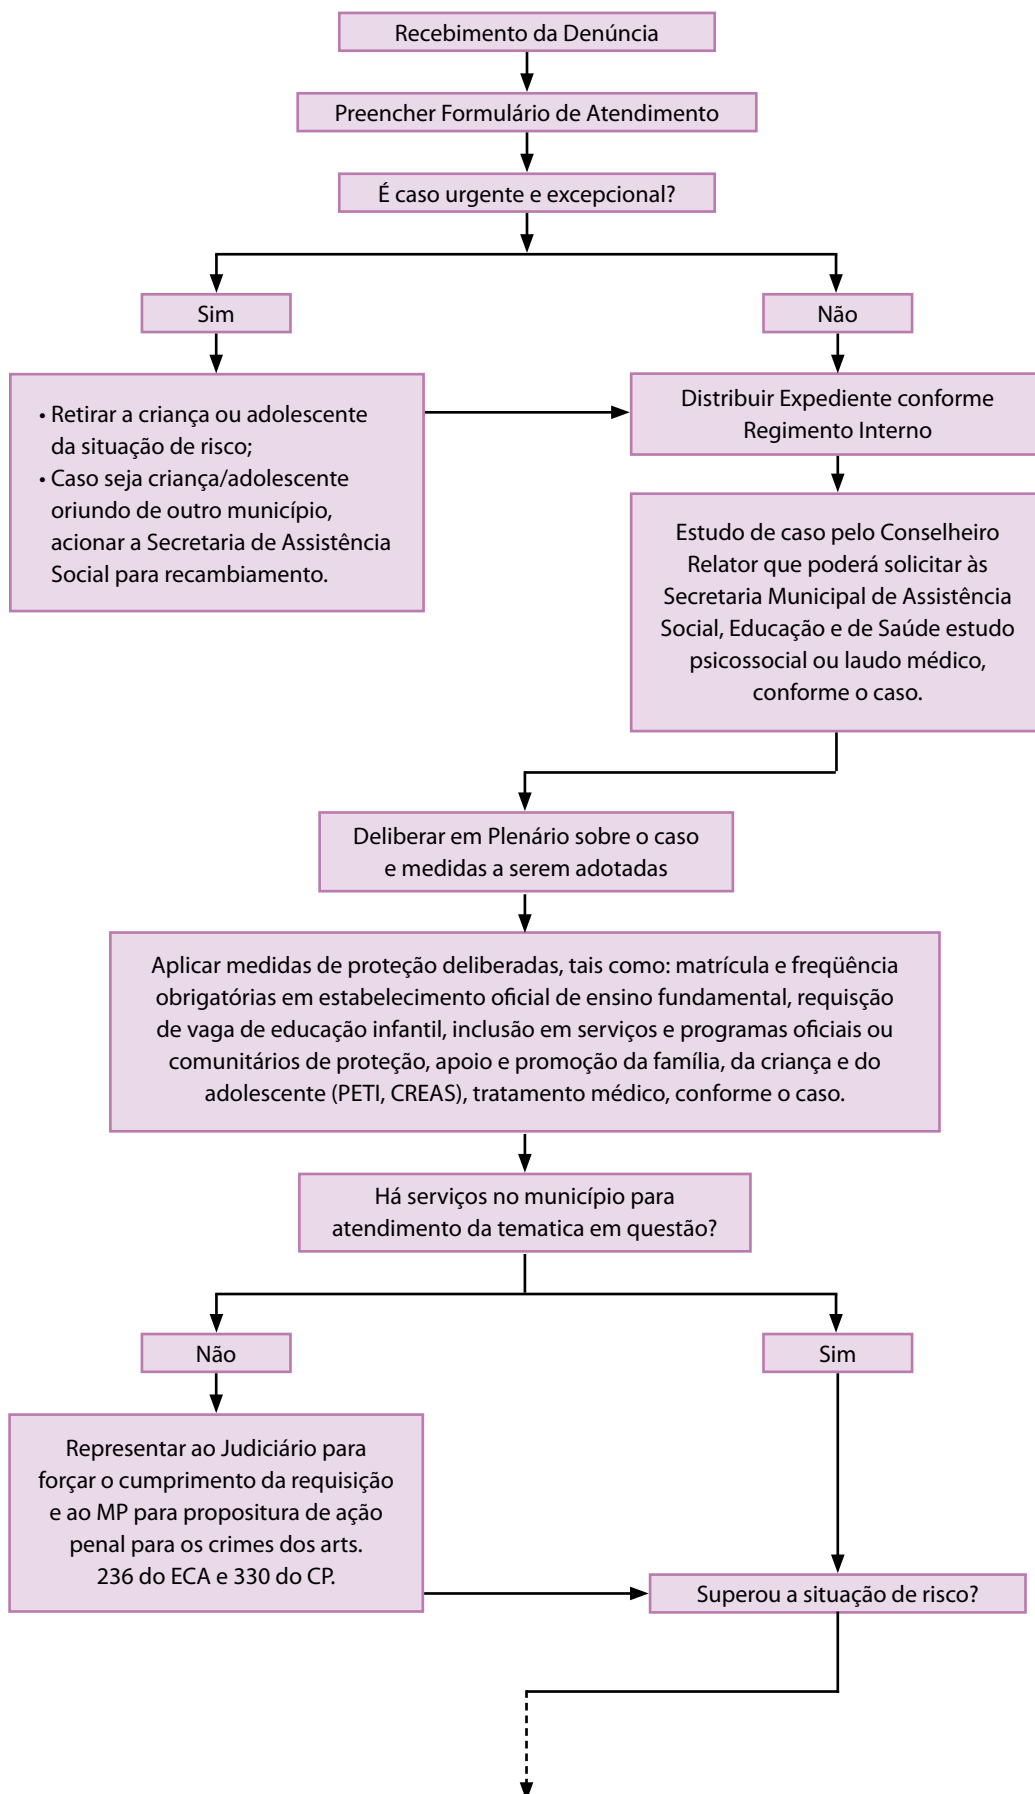 Recebimento da Denúncia
Preencher Formulário de Atendimento
É caso urgente e excepcional?
Sim
Não
• Retirar a criança ou adolescente
da situação de risco;
• Caso seja criança/adolescente
oriundo de outro município,
acionar a Secretaria de Assistência
Social para recambiamento.
Distribuir Expediente conforme
Regimento Interno
Estudo de caso pelo Conselheiro
Relator que poderá solicitar às
Secretaria Municipal de Assistência
Social, Educação e de Saúde estudo
psicossocial ou laudo médico,
conforme o caso.
Deliberar em Plenário sobre o caso
e medidas a serem adotadas
Aplicar medidas de proteção deliberadas, tais como: matrícula e freqüência
obrigatórias em estabelecimento oficial de ensino fundamental, requisção
de vaga de educação infantil, inclusão em serviços e programas oficiais ou
comunitários de proteção, apoio e promoção da família, da criança e do
adolescente (PETI, CREAS), tratamento médico, conforme o caso.
Há serviços no município para
atendimento da tematica em questão?
Não
Sim
Representar ao Judiciário para
forçar o cumprimento da requisição
e ao MP para propositura de ação
penal para os crimes dos arts.
236 do ECA e 330 do CP.
Superou a situação de risco?